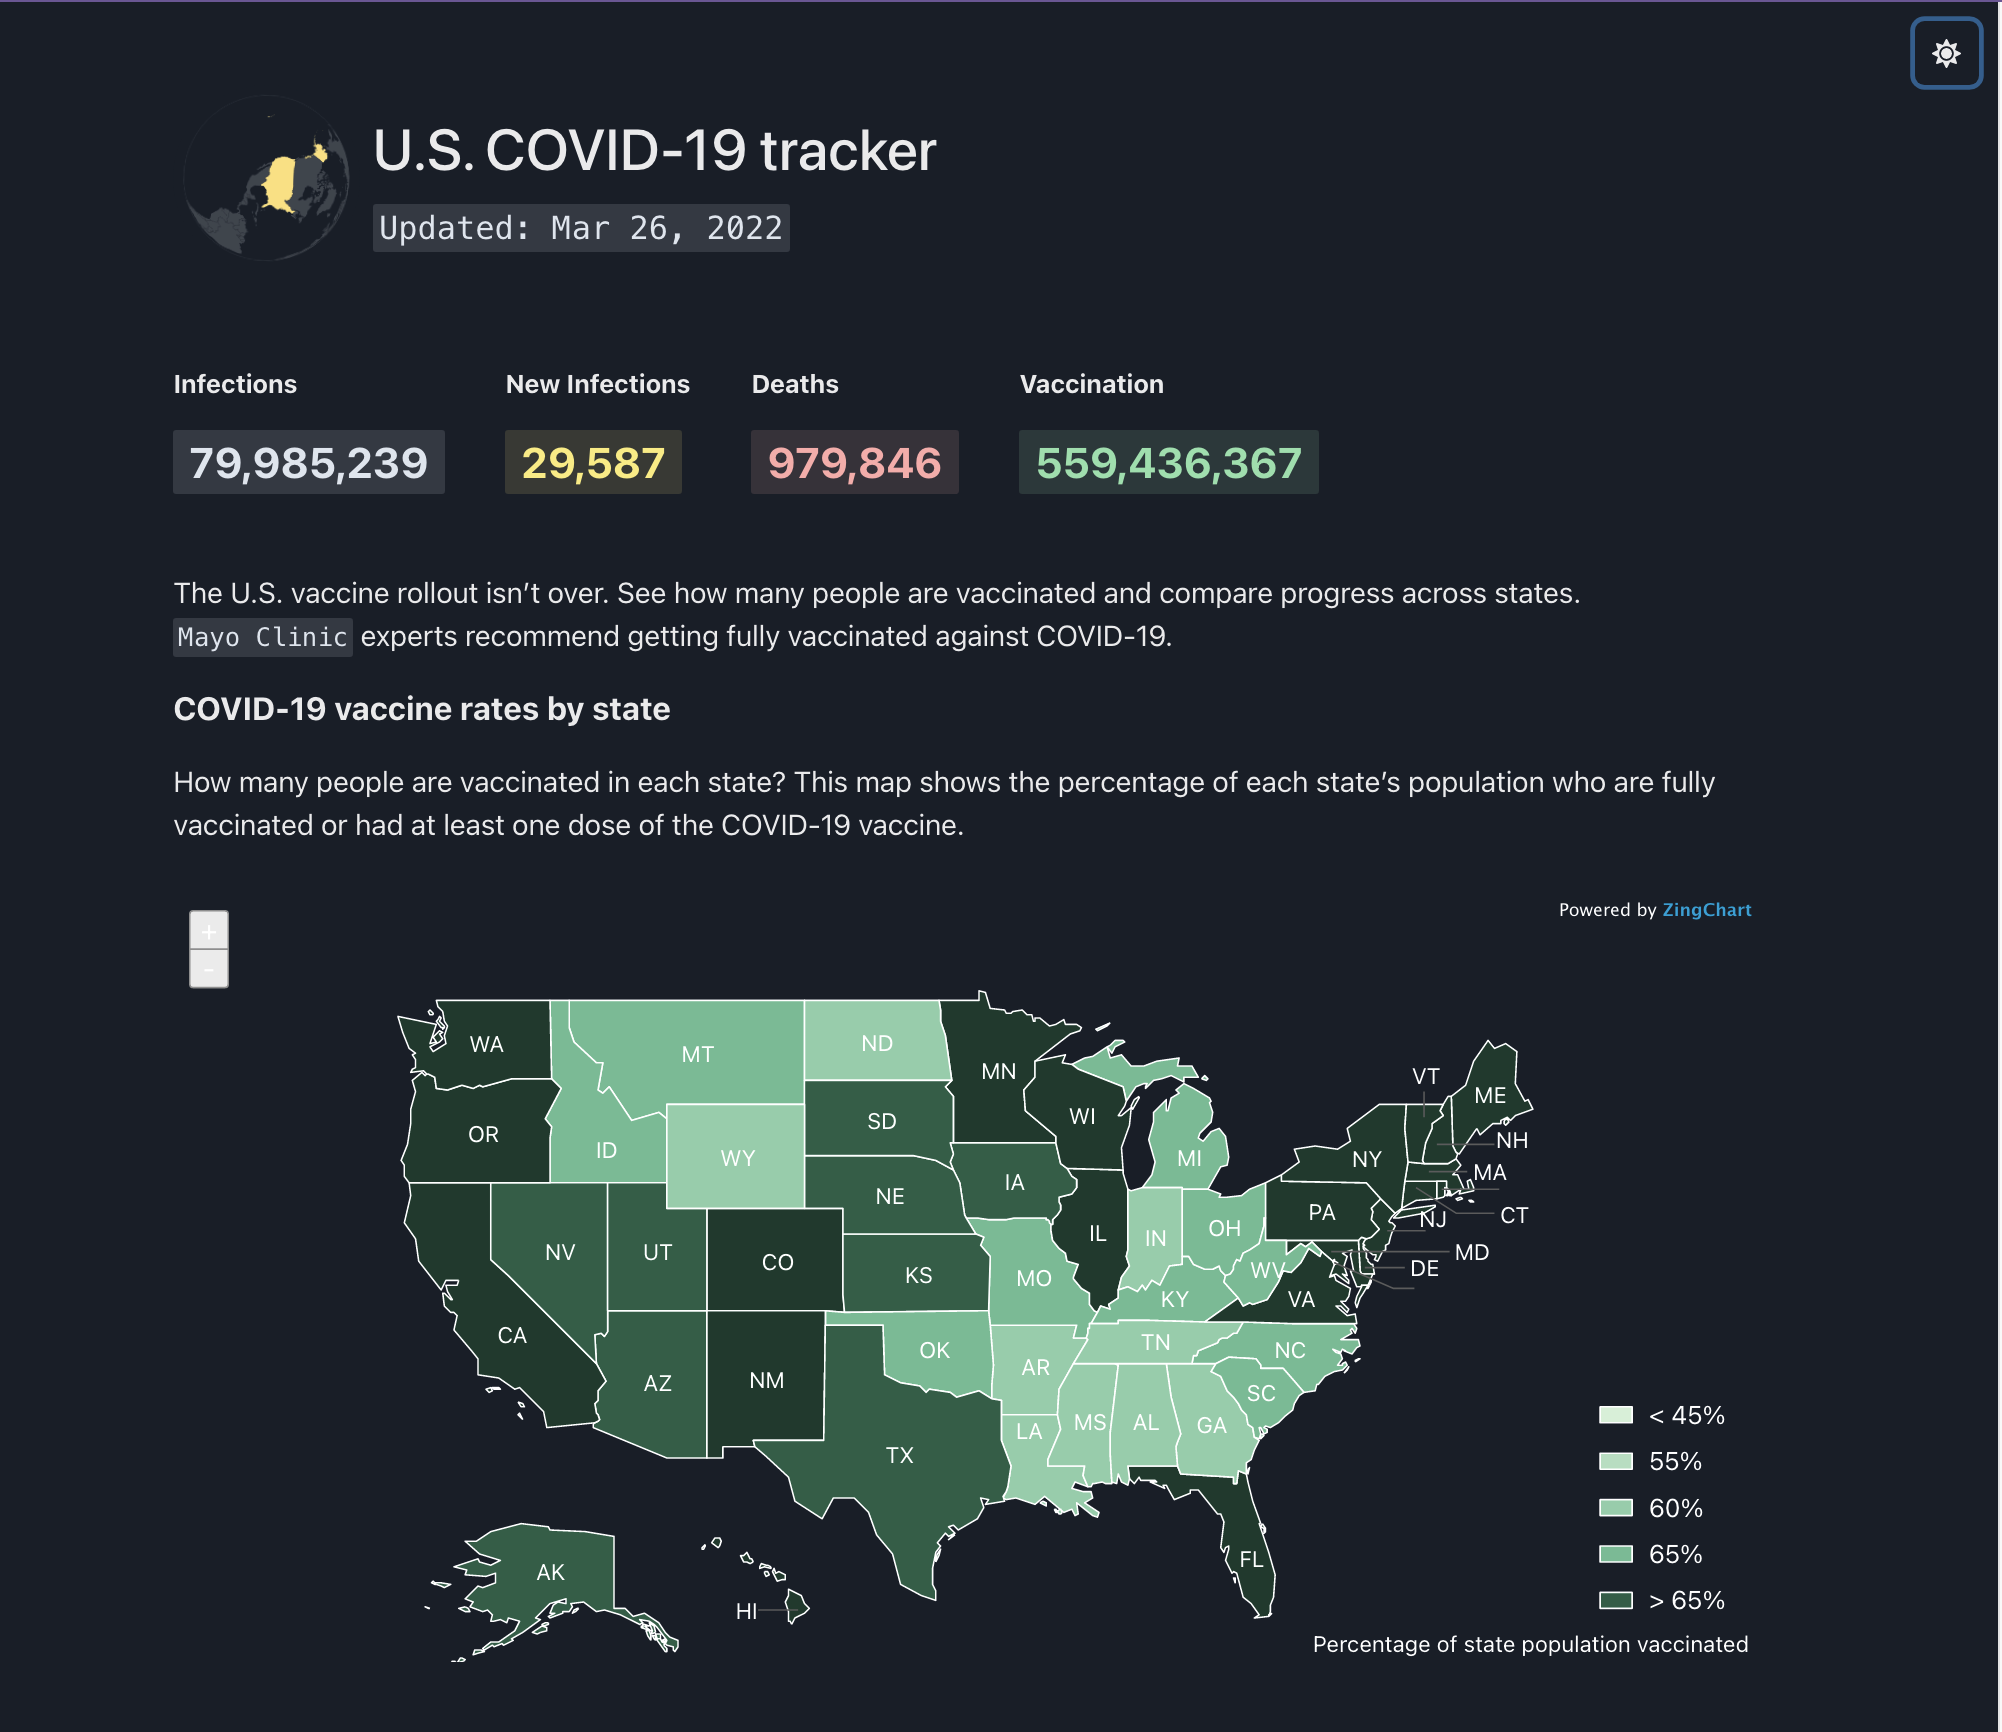 U.S. COVID-19 tracker
Updated: Mar 26, 2022
Infections
New Infections
Deaths
Vaccination
79,985,239
29,587
979,846
559,436,367
The U.S. vaccine rollout isn’t over. See how many people are vaccinated and compare progress across states.
Mayo Clinic experts recommend getting fully vaccinated against COVID-19.
COVID-19 vaccine rates by state
How many people are vaccinated in each state? This map shows the percentage of each state’s population who are fully
vaccinated or had at least one dose of the COVID-19 vaccine.
Powered by ZingChart
+
-
WA
MT
ND
MN
VT
ME
OR
ID
WY
SD
WI
MI
NY
NH
MA
NE
IA
PA
NJ
CT
NV
UT
CO
KS
MO
IL
IN
OH
WV
MD
DE
CA
KY
VA
AZ
NM
OK
AR
TN
NC
SC
TX
LA
MS
AL
GA
FL
AK
HI
< 45%
55%
60%
65%
> 65%
Percentage of state population vaccinated